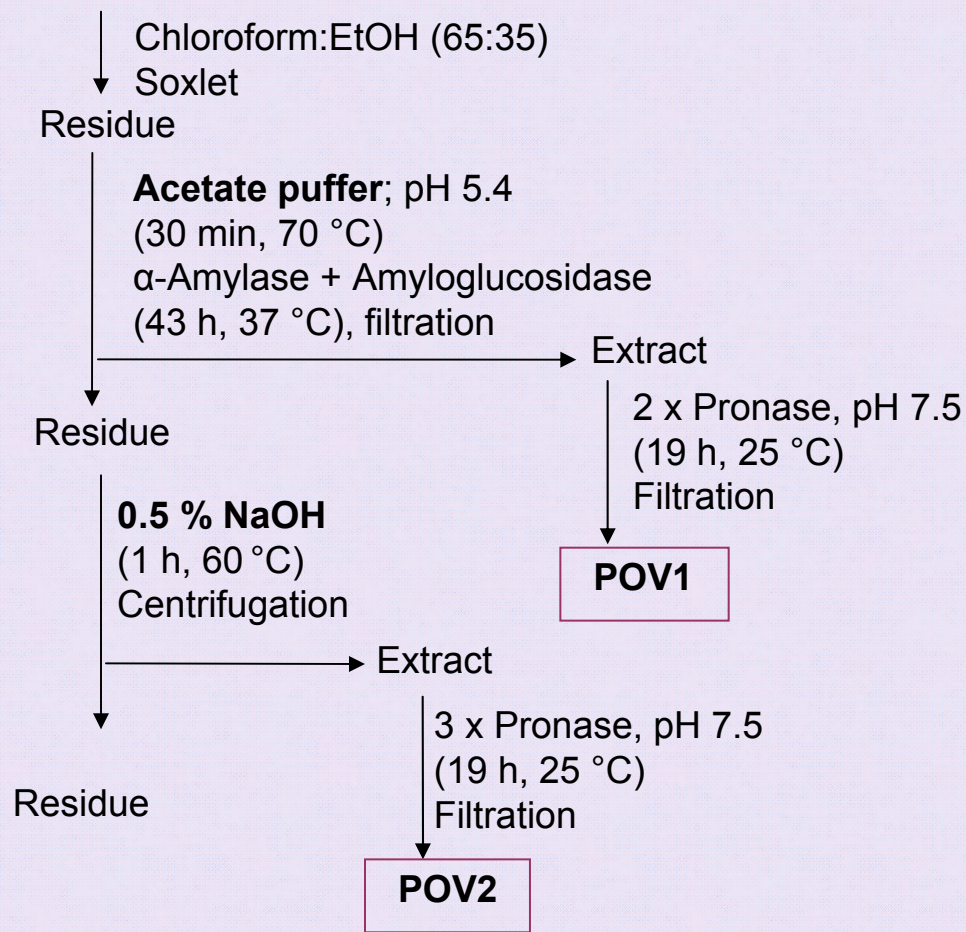 Chloroform:EtOH (65:35)
Soxlet
Residue
Acetate puffer; pH 5.4
(30 min, 70 °C)
α-Amylase + Amyloglucosidase
(43 h, 37 °C), filtration
Extract
2 x Pronase, pH 7.5
(19 h, 25 °C)
Filtration
POV1
Residue
0.5 % NaOH
(1 h, 60 °C)
Centrifugation
Extract
3 x Pronase, pH 7.5
(19 h, 25 °C)
Filtration
POV2
Residue